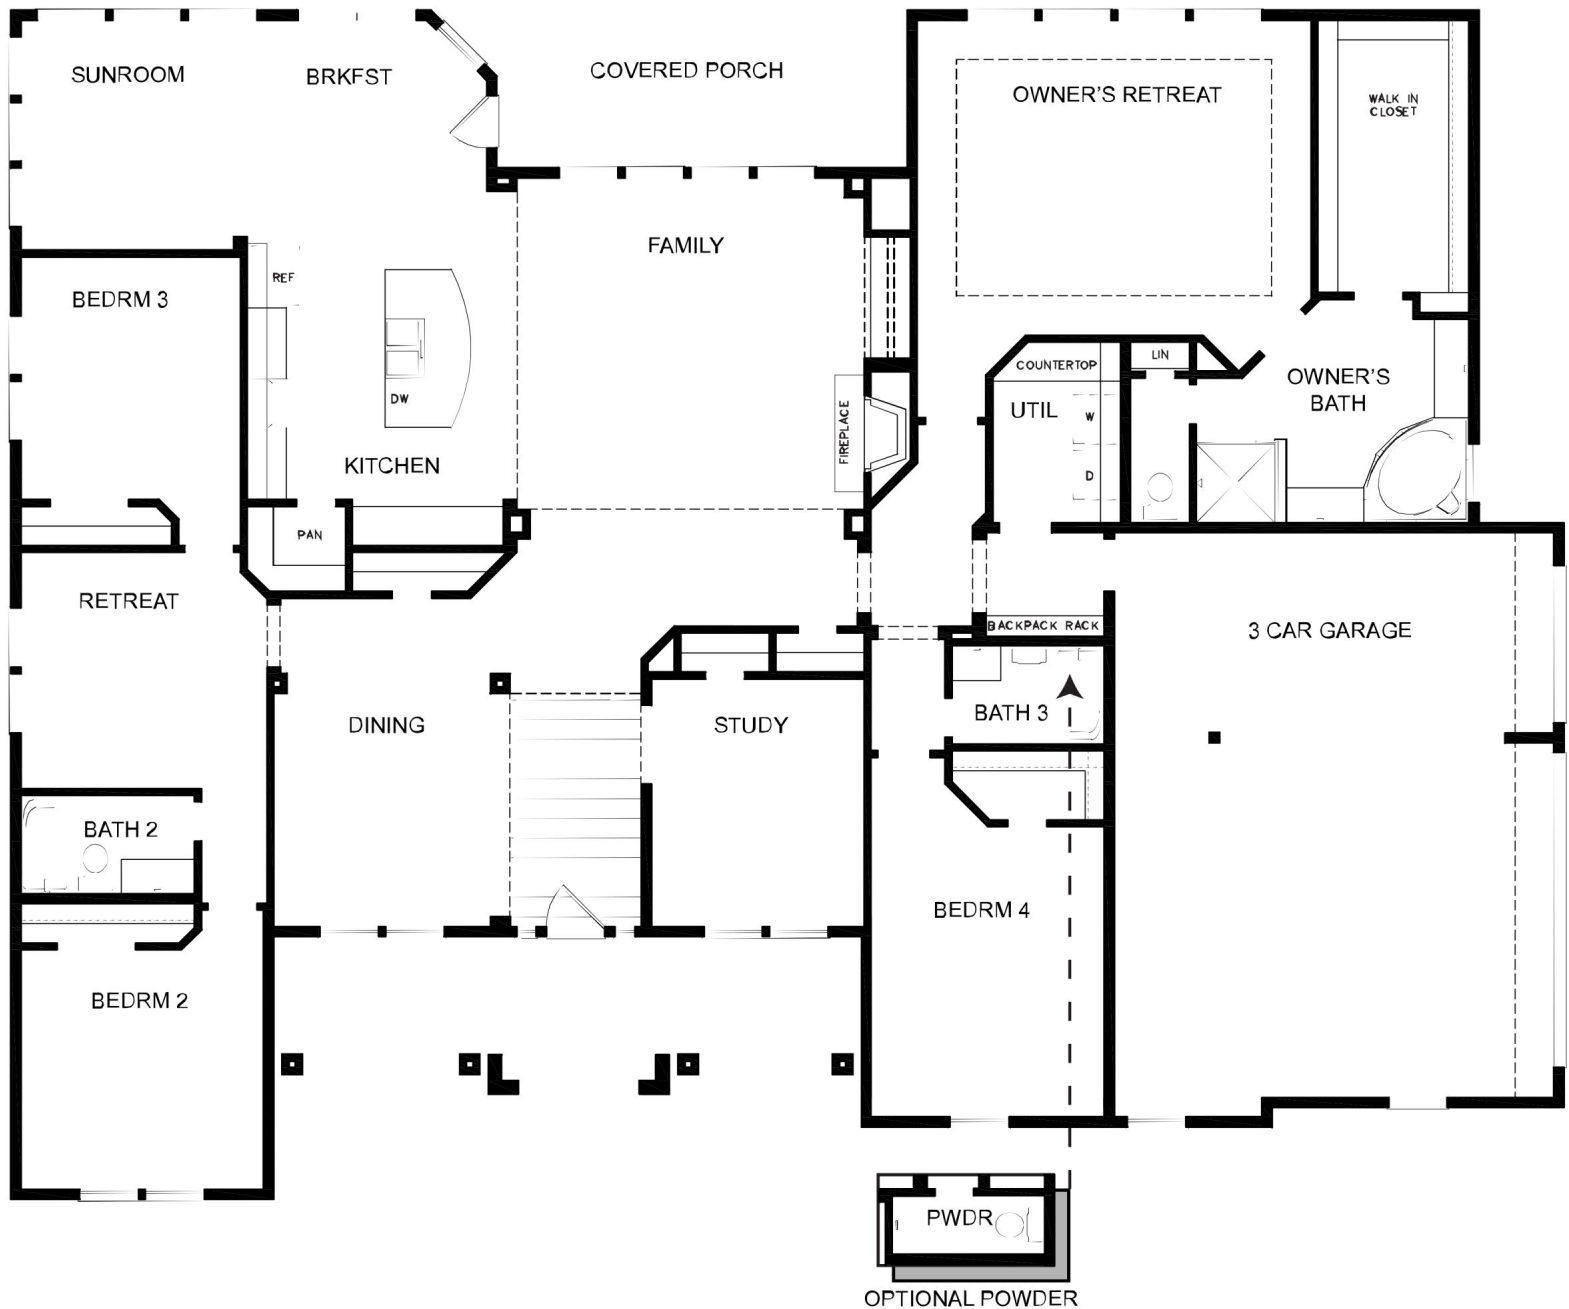 SUNROOM
BRKFST
COVERED PORCH
OWNER'S RETREAT
WALK IN
CLOSET
FAMILY
REF
BEDRM 3
DW
KITCHEN
FIREPLACE
COUNTERTOP
LIN
UTIL
W
D
OWNER'S
BATH
PAN
RETREAT
BACKPACK RACK
3 CAR GARAGE
DINING
STUDY
BATH 3
BATH 2
BEDRM 4
BEDRM 2
PWDR
OPTIONAL POWDER